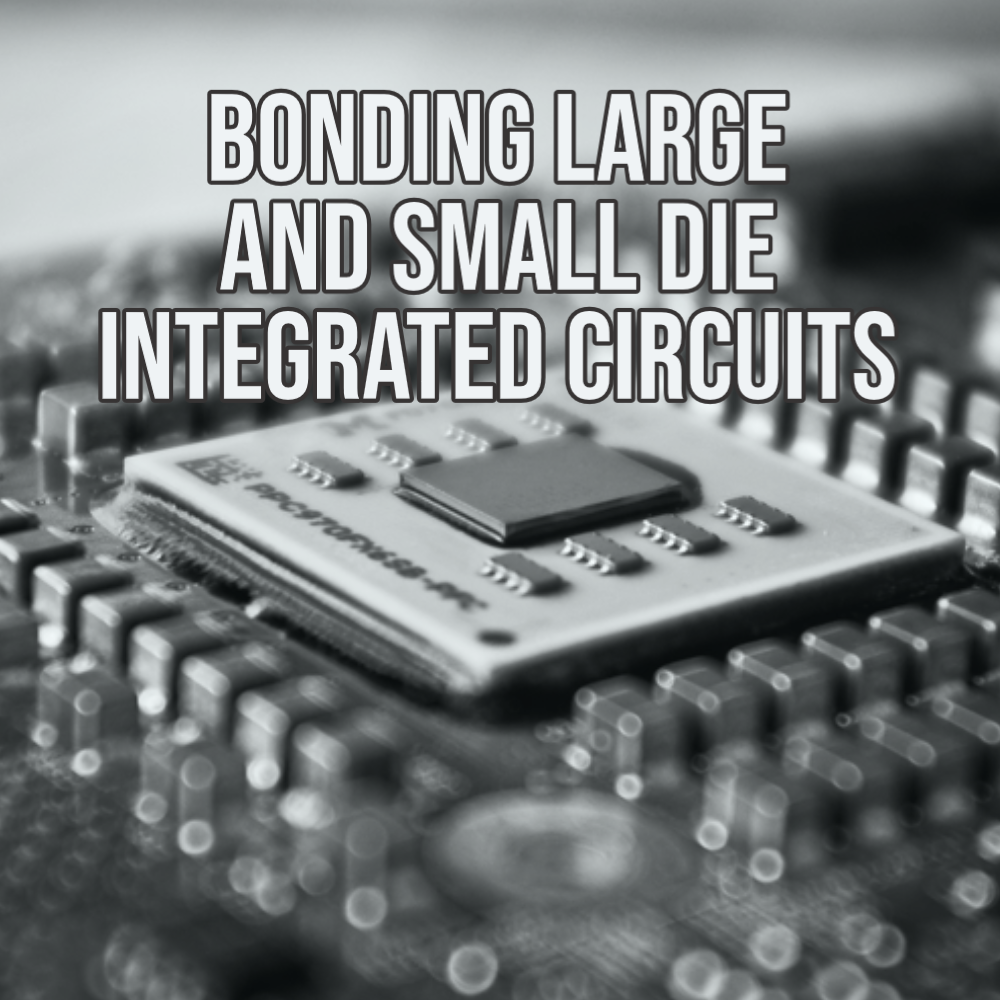 BONDING LARGE
AND SMALL DIE
INTEGRATED CIRCUITS